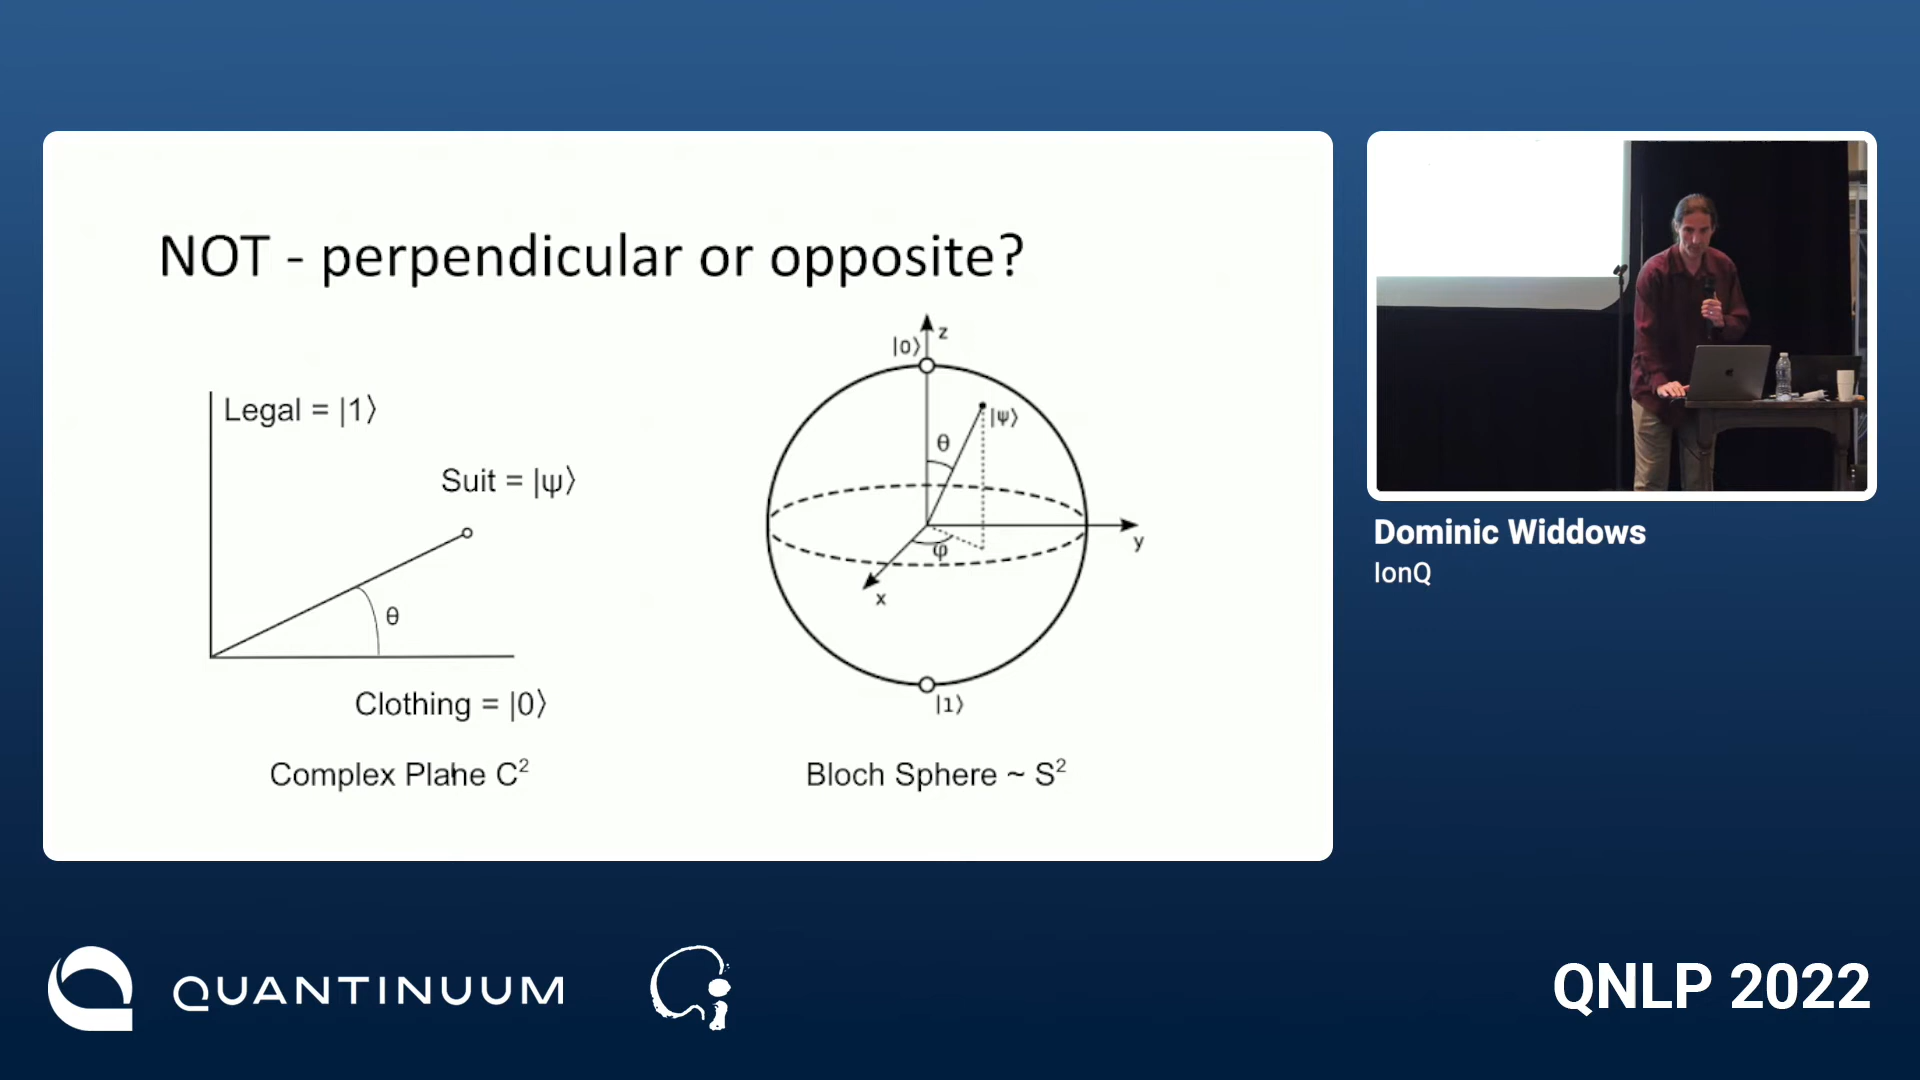 NOT - perpendicular or opposite?
Legal = |1⟩
Suit = |ψ⟩
θ
Clothing = |0⟩
Complex Plane C²
z
|0⟩
|ψ⟩
θ
y
φ
x
|1⟩
Bloch Sphere ~ S²
Dominic Widdows
IonQ
QUANTINUUM
QNLP 2022